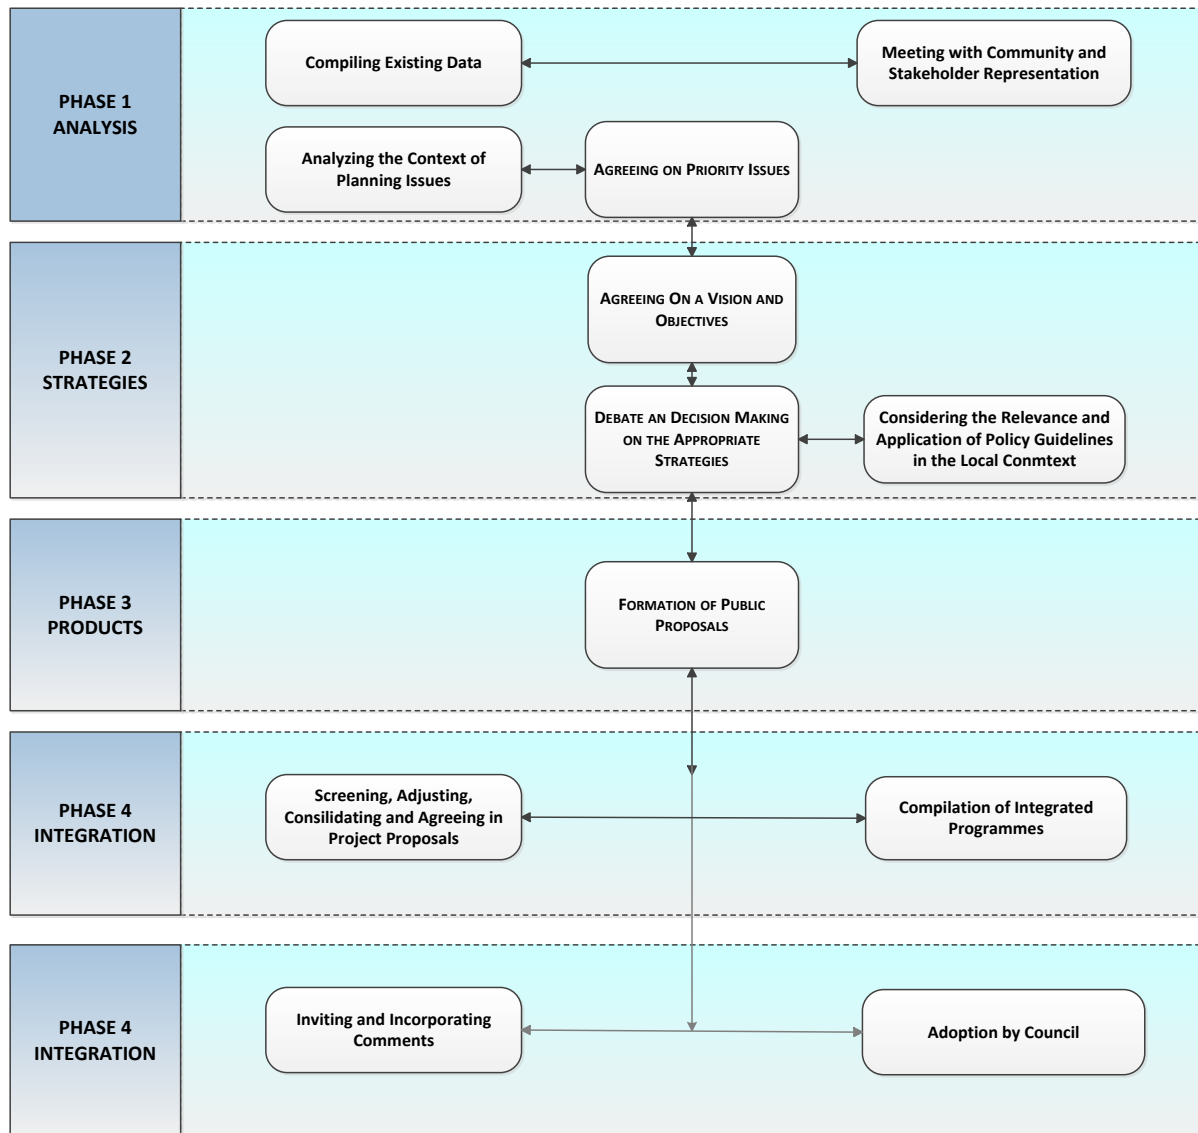 PHASE 1
ANALYSIS
Compiling Existing Data
Meeting with Community and
Stakeholder Representation
Analyzing the Context of
Planning Issues
AGREEING ON PRIORITY ISSUES
PHASE 2
STRATEGIES
AGREEING ON A VISION AND
OBJECTIVES
DEBATE AN DECISION MAKING
ON THE APPROPRIATE
STRATEGIES
Considering the Relevance and
Application of Policy Guidelines
in the Local Conmtext
PHASE 3
PRODUCTS
FORMATION OF PUBLIC
PROPOSALS
PHASE 4
INTEGRATION
Screening, Adjusting,
Consilidating and Agreeing in
Project Proposals
Compilation of Integrated
Programmes
PHASE 4
INTEGRATION
Inviting and Incorporating
Comments
Adoption by Council